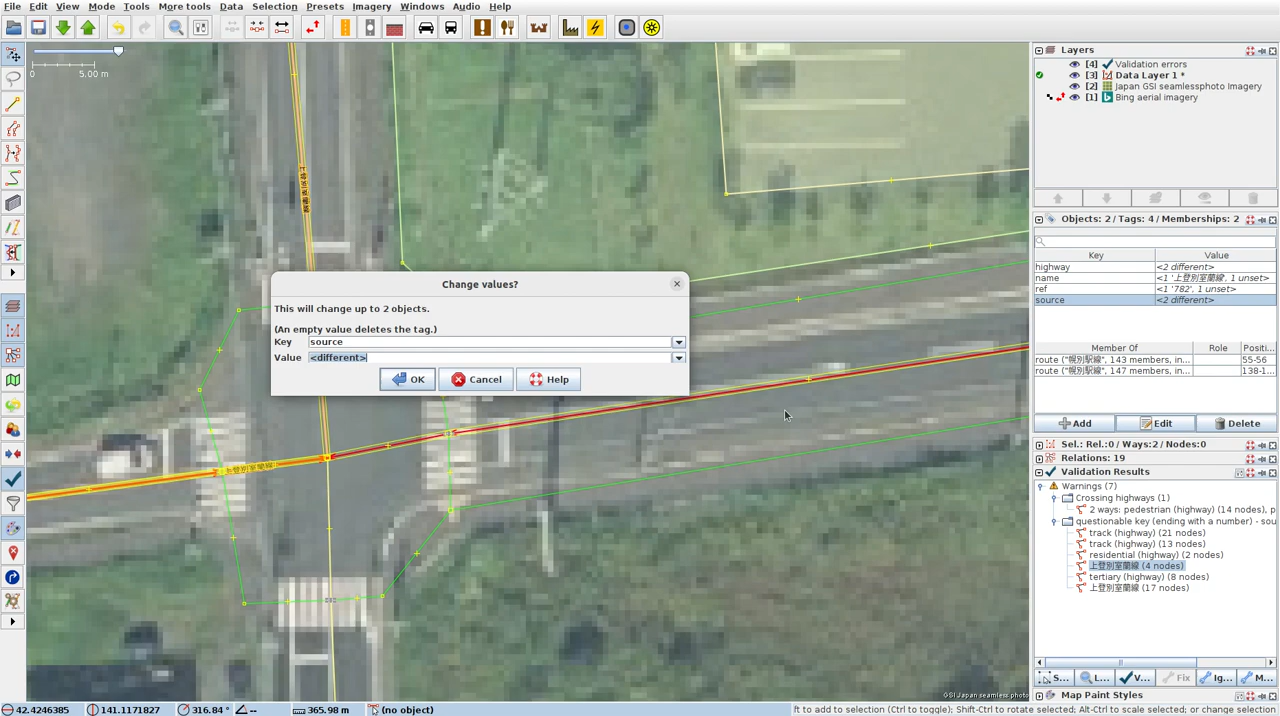 File Edit View Mode Tools More tools Data Selection Presets Imagery Windows Audio Help
0 5.00 m
上登別室蘭線
Change values?
This will change up to 2 objects.
(An empty value deletes the tag.)
Key source
Value <different>
OK Cancel Help
GSI Japan seamless photo
Layers
[4] Validation errors
[3] Data Layer 1 *
[2] Japan GSI seamlessphoto Imagery
[1] Bing aerial imagery
Objects: 2 / Tags: 4 / Memberships: 2
Key Value
highway <2 different>
name <1 '上登別室蘭線', 1 unset>
ref <1 '782', 1 unset>
source <2 different>
Member Of Role Positi...
route ("幌別駅線", 143 members, in... 55-56
route ("幌別駅線", 147 members, in... 138-1...
Add Edit Delete
Sel.: Rel.:0 / Ways:2 / Nodes:0
Relations: 19
Validation Results
Warnings (7)
Crossing highways (1)
2 ways: pedestrian (highway) (14 nodes), p
questionable key (ending with a number) - sou
track (highway) (21 nodes)
track (highway) (13 nodes)
residential (highway) (2 nodes)
上登別室蘭線 (4 nodes)
tertiary (highway) (8 nodes)
上登別室蘭線 (17 nodes)
S... L... V... Fix Ig... M...
Map Paint Styles
42.4246385 141.1171827 316.84 ° -- 365.98 m (no object) ft to add to selection (Ctrl to toggle); Shift-Ctrl to rotate selected; Alt-Ctrl to scale selected; or change selection